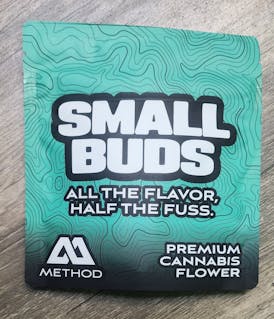 SMALL
BUDS
ALL THE FLAVOR,
HALF THE FUSS.
METHOD
PREMIUM
CANNABIS
FLOWER